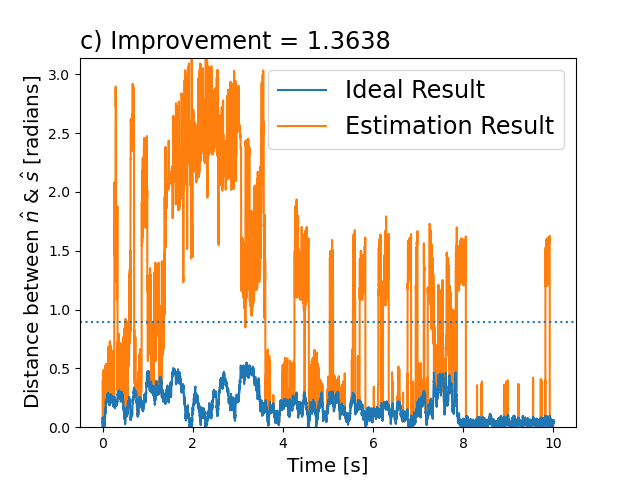 c) Improvement = 1.3638
Ideal Result
Estimation Result
Distance between n̂ & ŝ [radians]
3.0
2.5
2.0
1.5
1.0
0.5
0.0
0 2 4 6 8 10
Time [s]